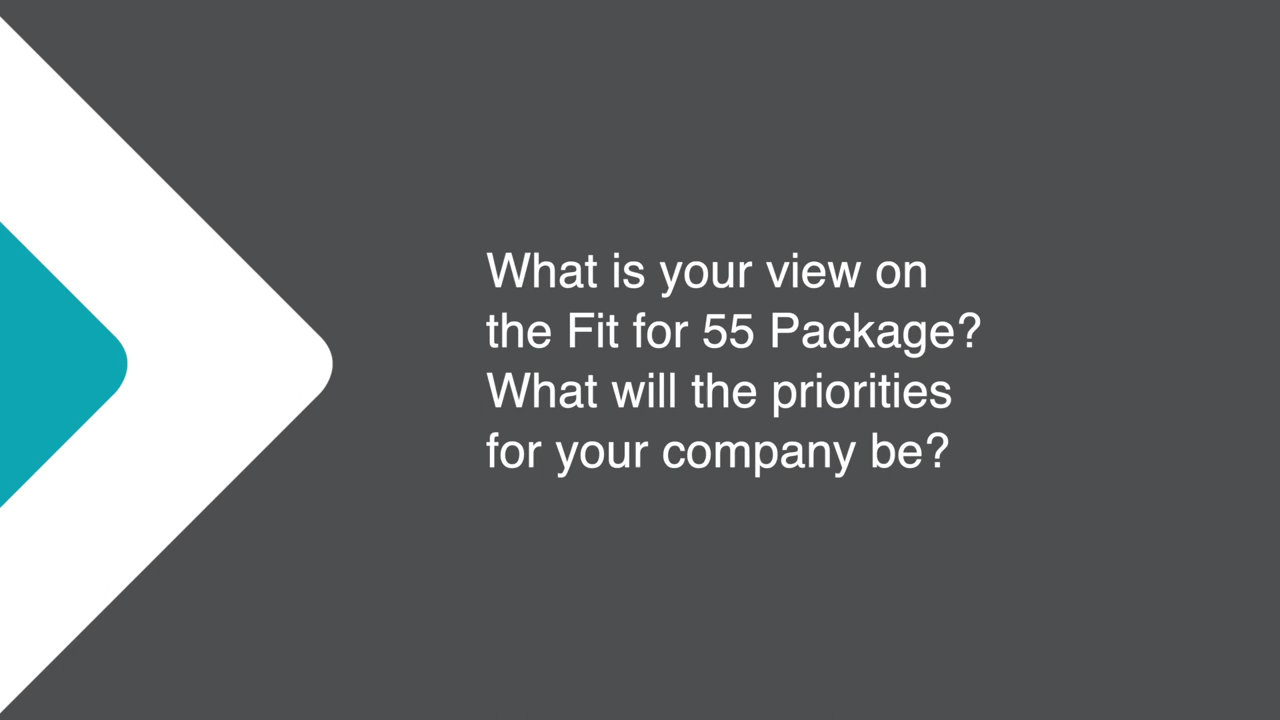 What is your view on
the Fit for 55 Package?
What will the priorities
for your company be?